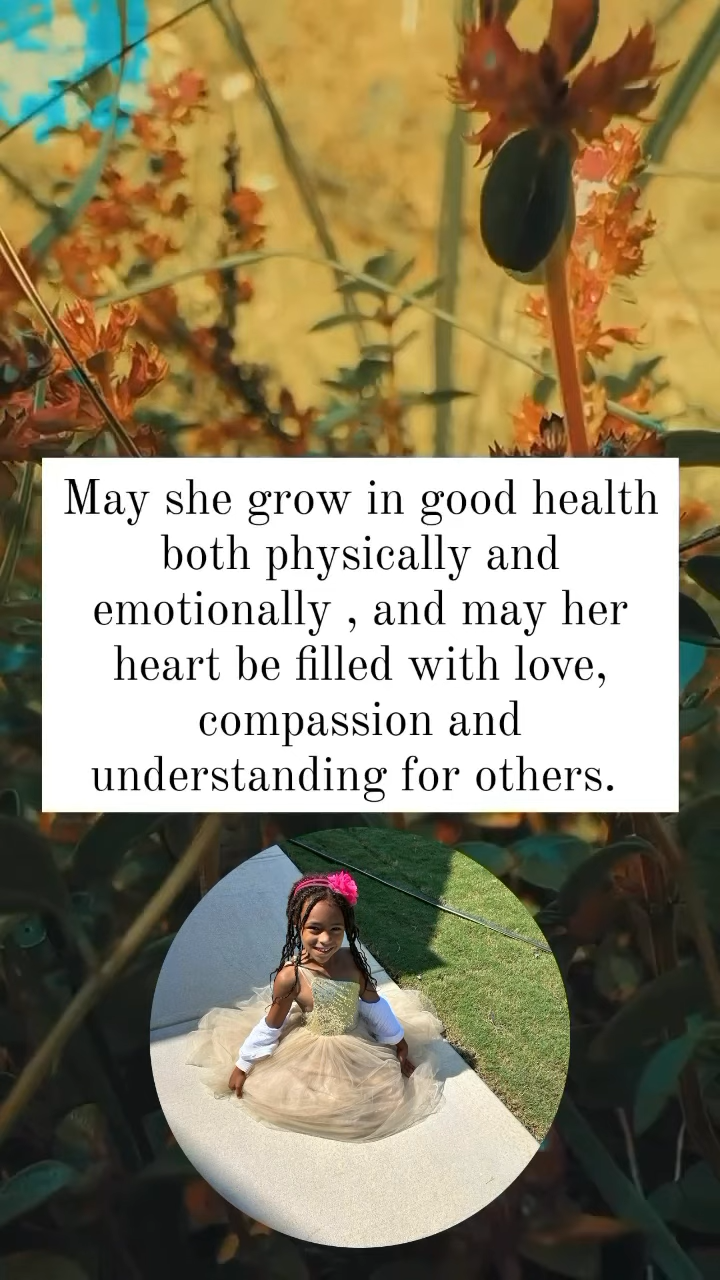 May she grow in good health
both physically and
emotionally , and may her
heart be filled with love,
compassion and
understanding for others.